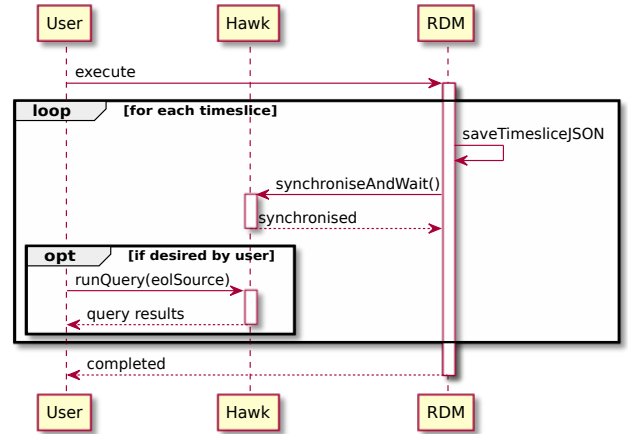 User Hawk RDM
execute
loop [for each timeslice]
saveTimesliceJSON
synchroniseAndWait()
synchronised
opt [if desired by user]
runQuery(eolSource)
query results
completed
User Hawk RDM